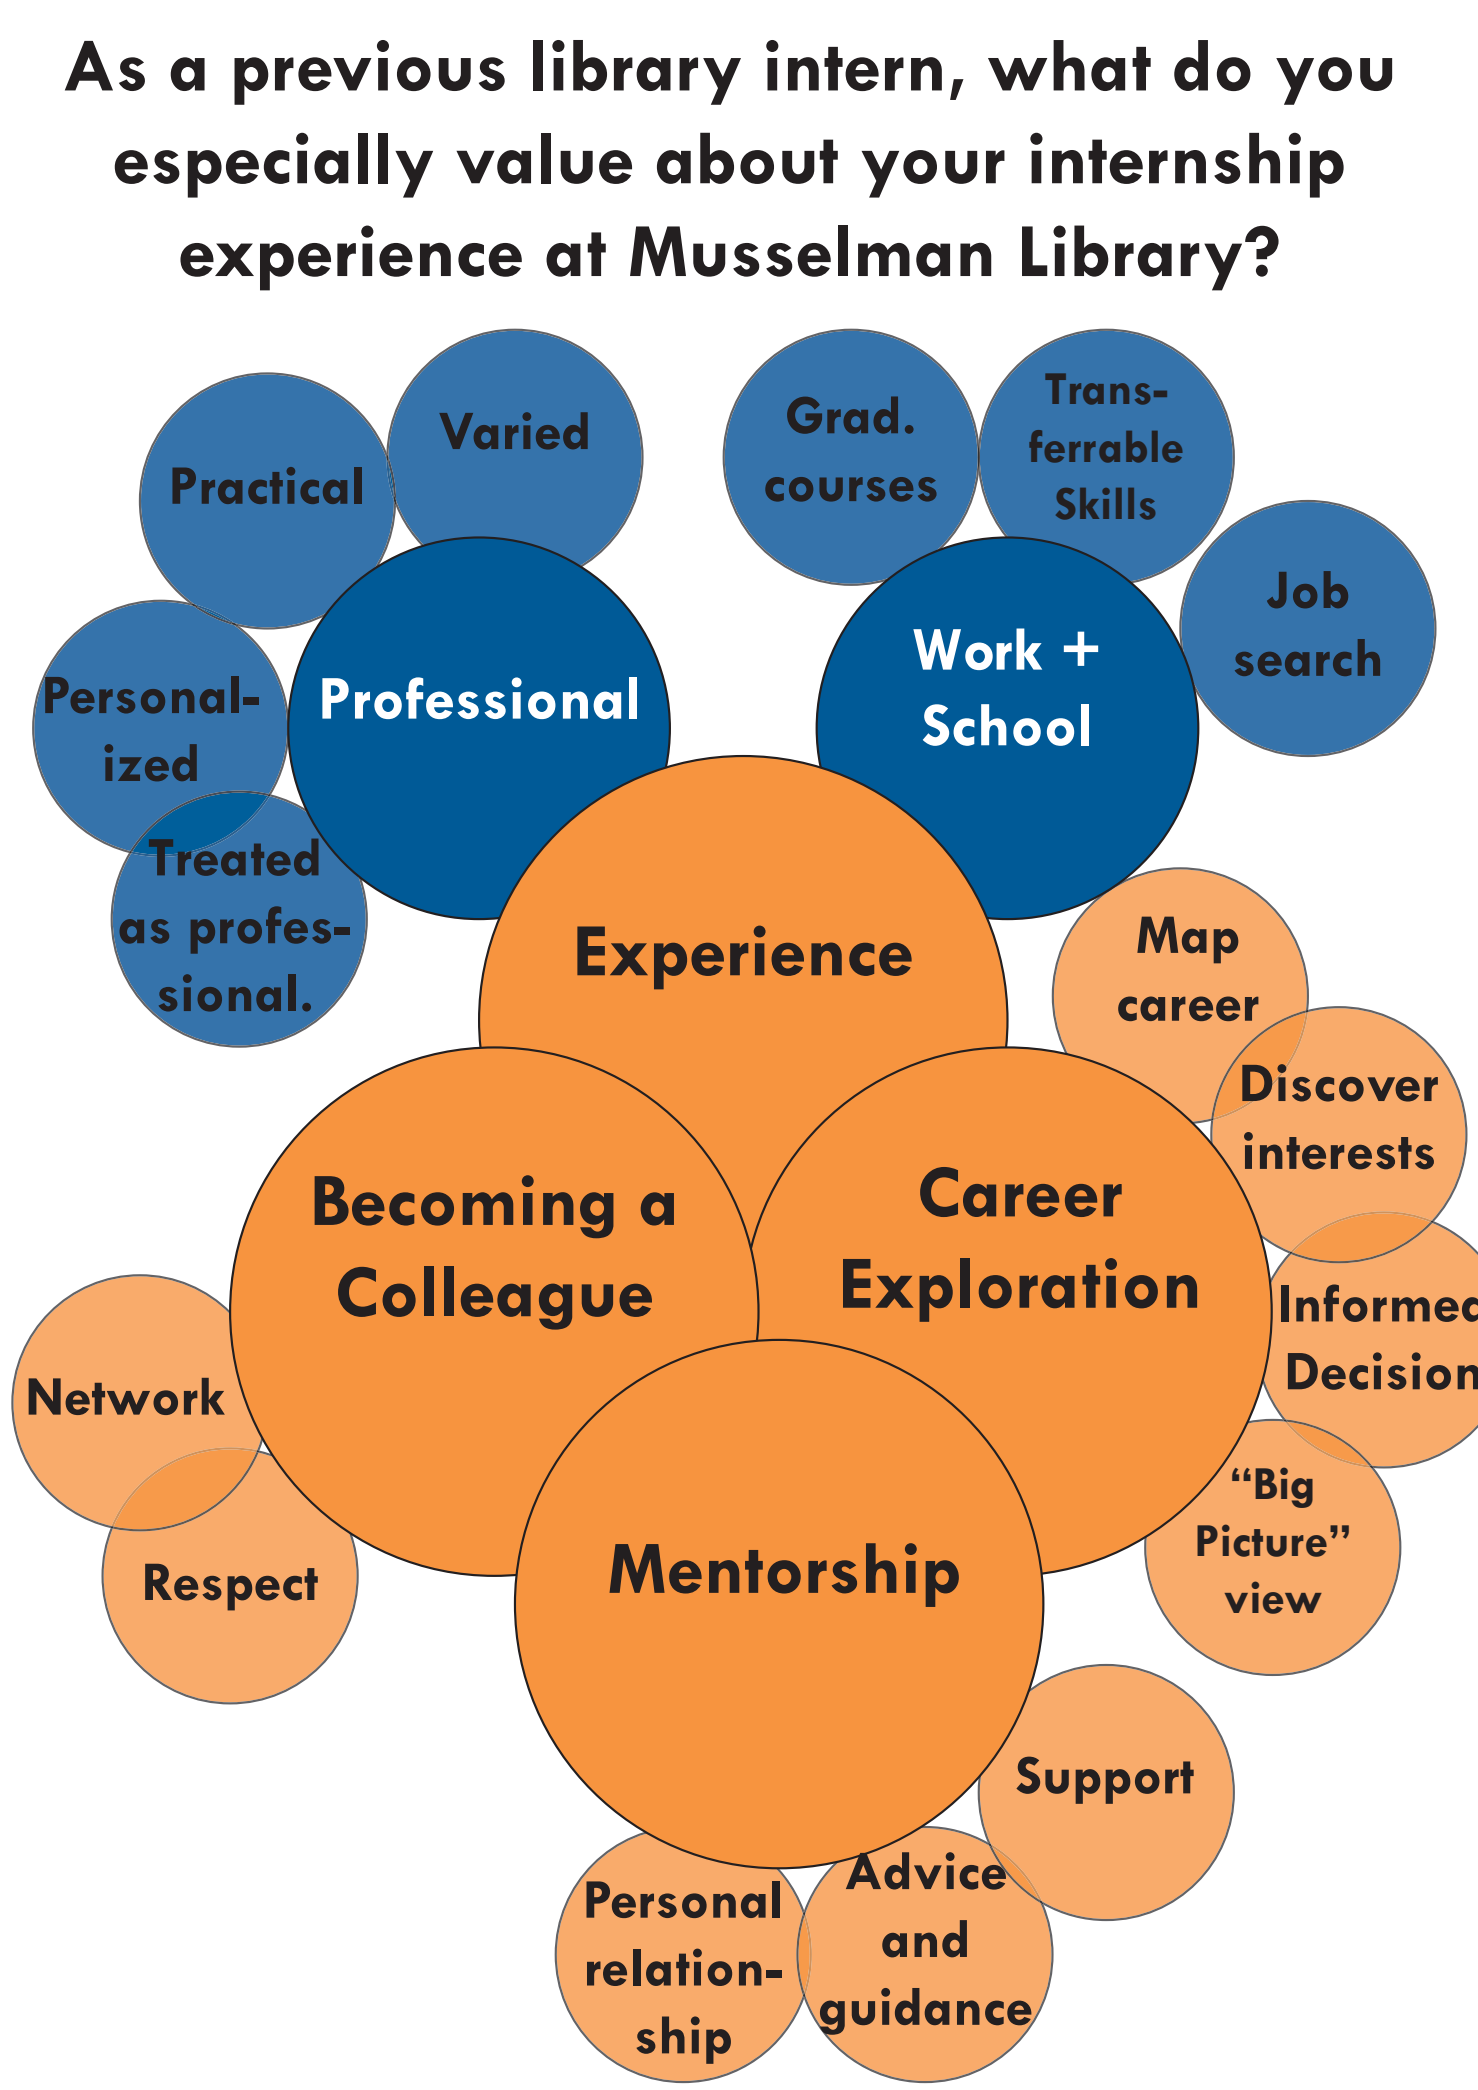 As a previous library intern, what do you
especially value about your internship
experience at Musselman Library?
Varied
Practical
Personal-
ized
Treated
as profes-
sional.
Professional
Grad.
courses
Trans-
ferrable
Skills
Job
search
Work +
School
Experience
Map
career
Discover
interests
Informed
Decision
“Big
Picture”
view
Career
Exploration
Becoming a
Colleague
Network
Respect
Mentorship
Support
Advice
and
guidance
Personal
relation-
ship